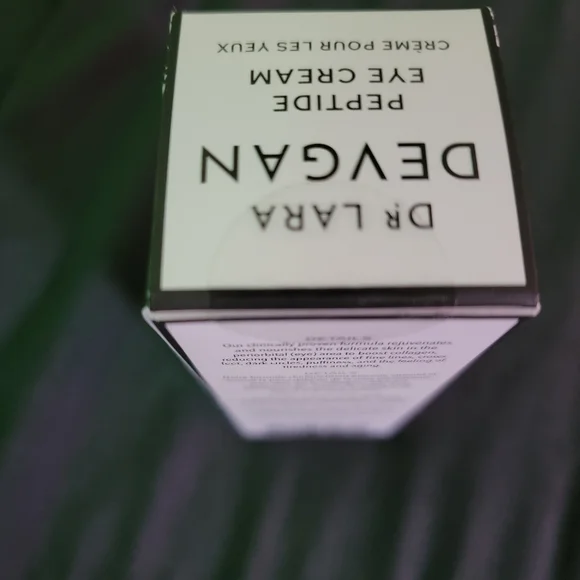 DR. LARA
DEVGAN
PEPTIDE
EYE CREAM
CRÈME POUR LES YEUX
DETAILS
Our clinically proven formula rejuvenates
and nourishes the delicate skin in the
periorbital (eye) area to boost collagen,
reducing the appearance of fine lines, crows
feet, dark circles, puffiness, and the feeling of
tiredness and aging.
DETAILS